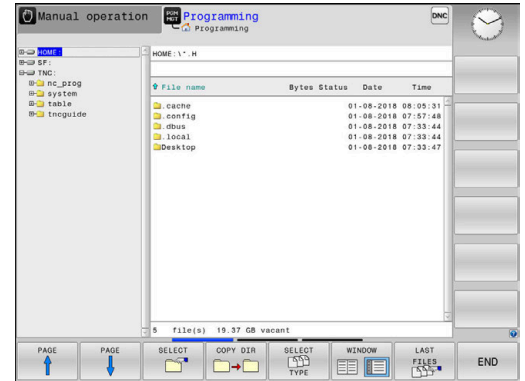 Manual operation
PGM
MGT
Programming
Programming
DNC
HOME:
SF:
TNC:
nc_prog
system
table
tncguide
HOME:\*.H
File name Bytes Status Date Time
.cache 01-08-2018 08:05:31
.config 01-08-2018 07:57:48
.dbus 01-08-2018 07:33:44
.local 01-08-2018 07:33:44
Desktop 01-08-2018 07:33:47
5 file(s) 19.37 GB vacant
PAGE
PAGE
SELECT
COPY DIR
SELECT
TYPE
WINDOW
LAST
FILES
END